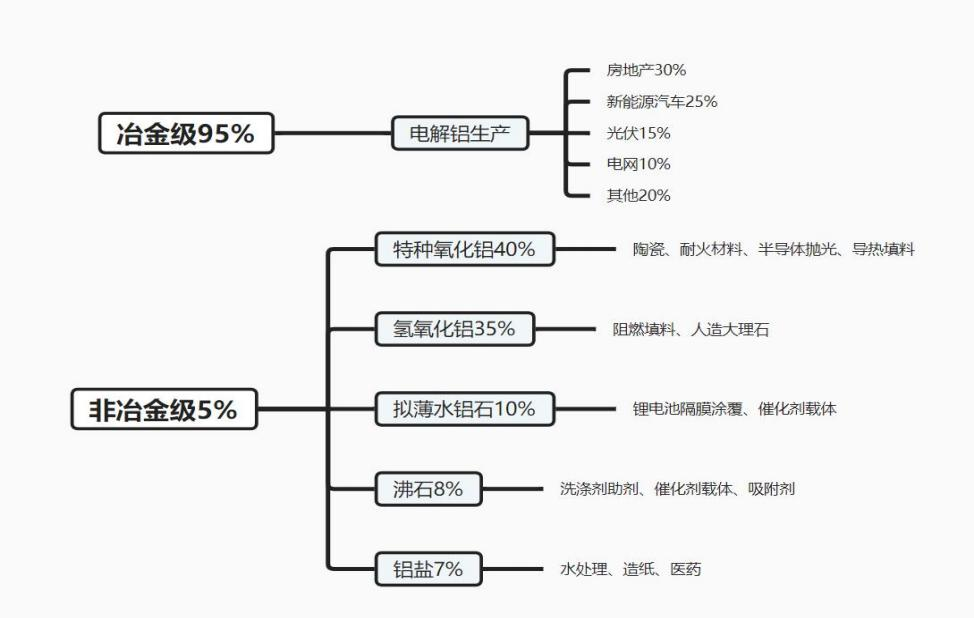 冶金级95%
电解铝生产
房地产30%
新能源汽车25%
光伏15%
电网10%
其他20%
非冶金级5%
特种氧化铝40%
陶瓷、耐火材料、半导体抛光、导热填料
氢氧化铝35%
阻燃填料、人造大理石
拟薄水铝石10%
锂电池隔膜涂覆、催化剂载体
沸石8%
洗涤剂助剂、催化剂载体、吸附剂
铝盐7%
水处理、造纸、医药